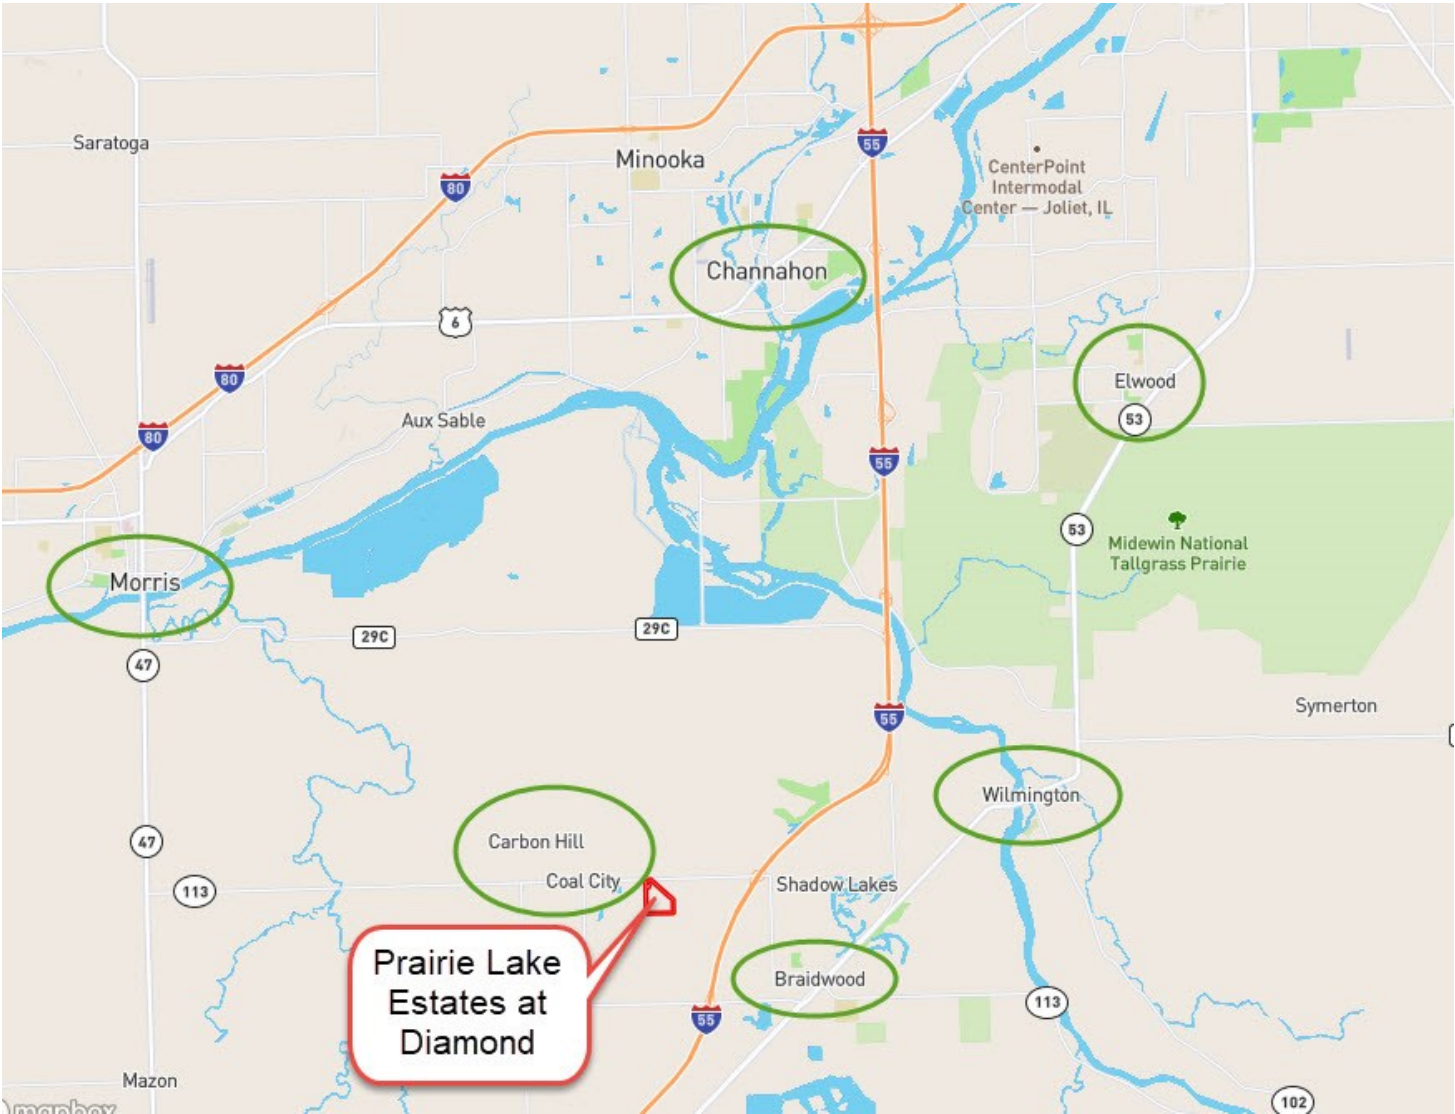 Saratoga
Minooka
55
80
CenterPoint
Intermodal
Center — Joliet, IL
Channahon
6
80
Elwood
53
Aux Sable
80
55
53
Midewin National
Tallgrass Prairie
Morris
29C
29C
47
Symerton
55
Wilmington
Carbon Hill
47
Coal City
113
Shadow Lakes
Prairie Lake
Estates at
Diamond
Braidwood
113
55
Mazon
102
mapbox